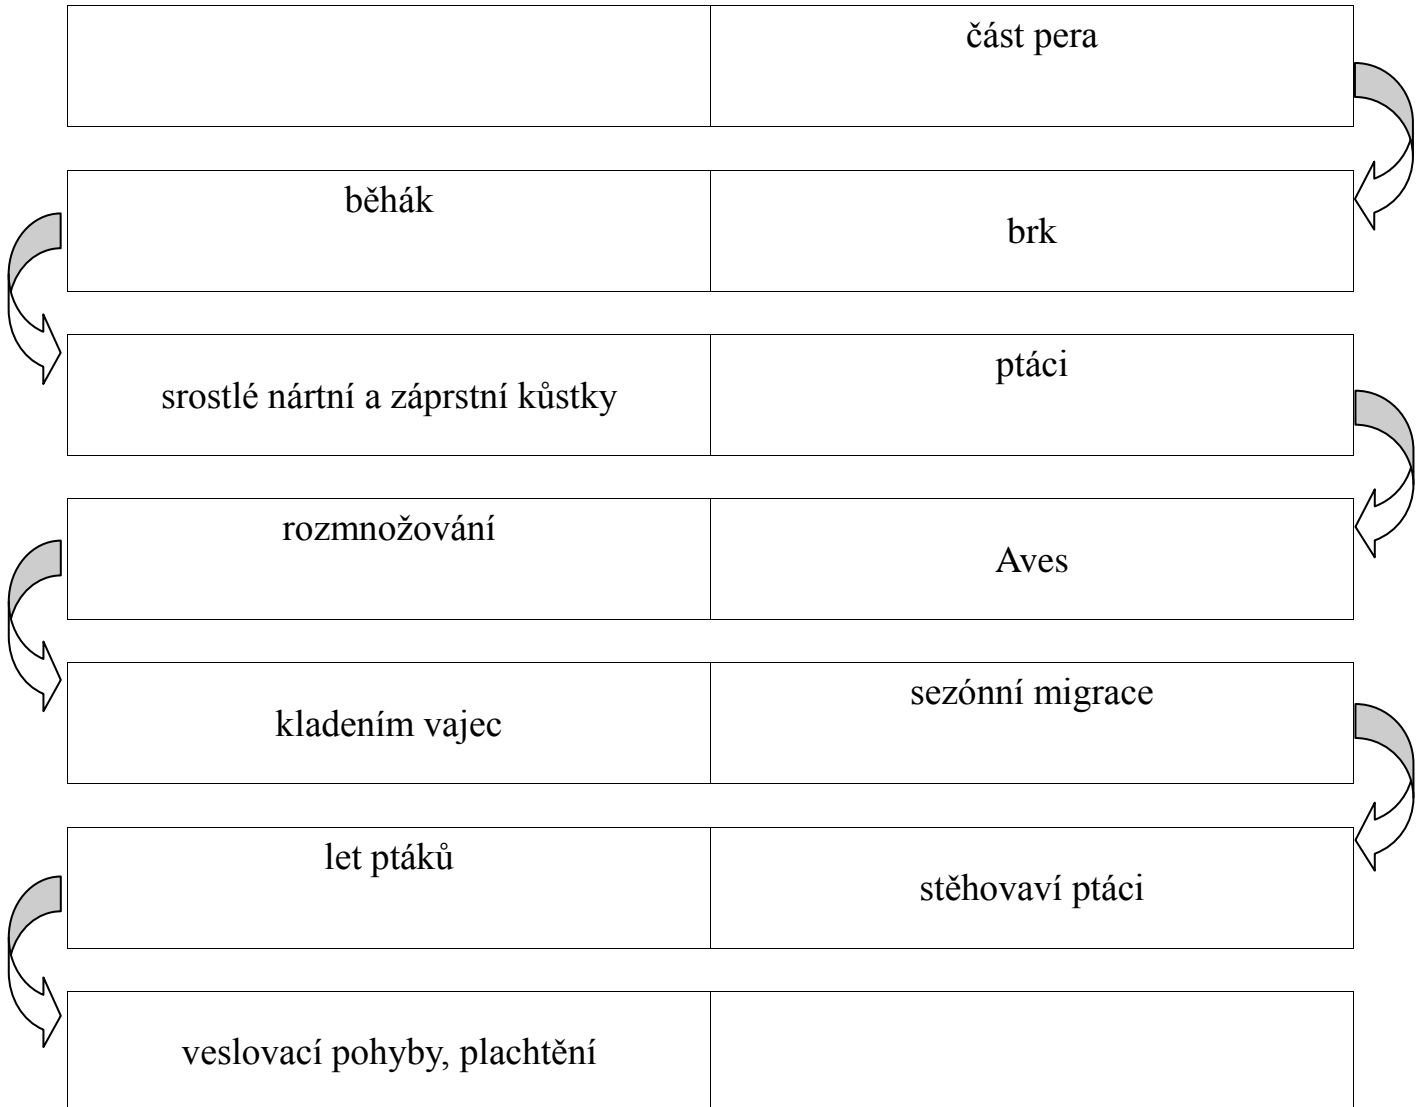 část pera
běhák
brk
srostlé nártní a záprstní kůstky
ptáci
rozmnožování
Aves
kladením vajec
sezónní migrace
let ptáků
stěhovaví ptáci
veslovací pohyby, plachtění